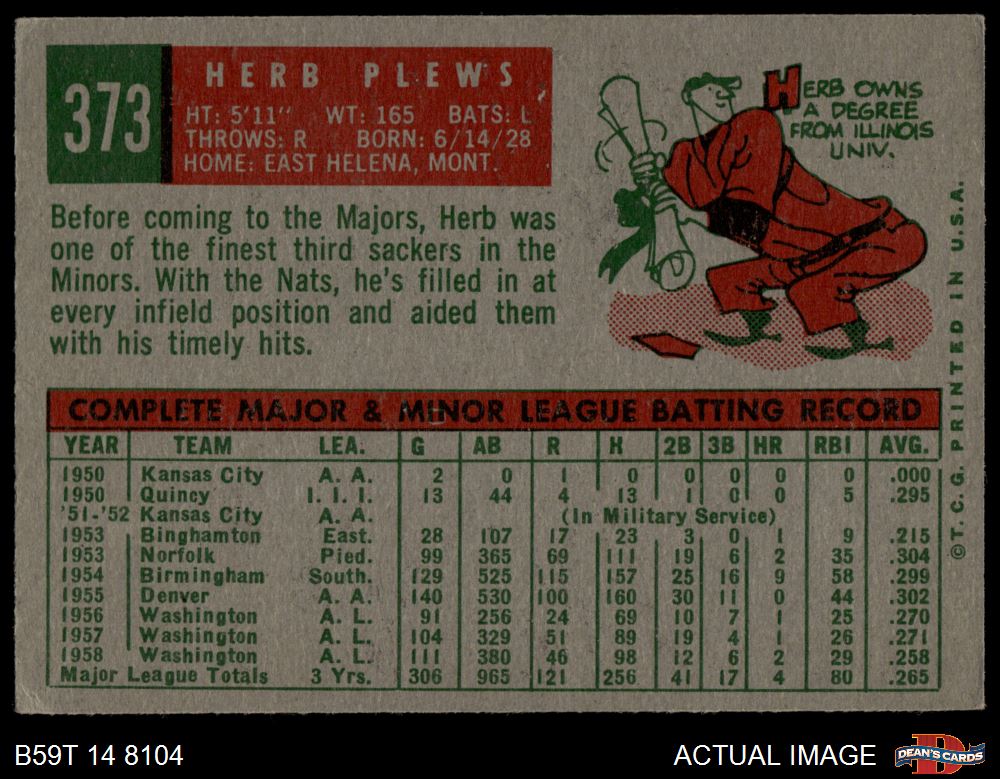 373
HERB PLEWS
HT: 5'11" WT: 165 BATS: L
THROWS: R BORN: 6/14/28
HOME: EAST HELENA, MONT.
HERB OWNS
A DEGREE
FROM ILLINOIS
UNIV.
Before coming to the Majors, Herb was
one of the finest third sackers in the
Minors. With the Nats, he's filled in at
every infield position and aided them
with his timely hits.
COMPLETE MAJOR & MINOR LEAGUE BATTING RECORD
YEAR TEAM LEA. G AB R H 2B 3B HR RBI AVG.
1950 Kansas City A. A. 2 0 1 0 0 0 0 0 .000
1950 Quincy I. I. I. 13 44 4 13 1 0 0 5 .295
'51-'52 Kansas City A. A. (In Military Service)
1953 Binghamton East. 28 107 17 23 3 0 1 9 .215
1953 Norfolk Pied. 99 365 69 111 19 6 2 35 .304
1954 Birmingham South. 129 525 115 157 25 16 9 58 .299
1955 Denver A. A. 140 530 100 160 30 11 0 44 .302
1956 Washington A. L. 91 256 24 69 10 7 1 25 .270
1957 Washington A. L. 104 329 51 89 19 4 1 26 .271
1958 Washington A. L. 111 380 46 98 12 6 2 29 .258
Major League Totals 3 Yrs. 306 965 121 256 41 17 4 80 .265
©T. C. G. PRINTED IN U.S.A.
B59T 14 8104
ACTUAL IMAGE
D
DEAN'S CARDS